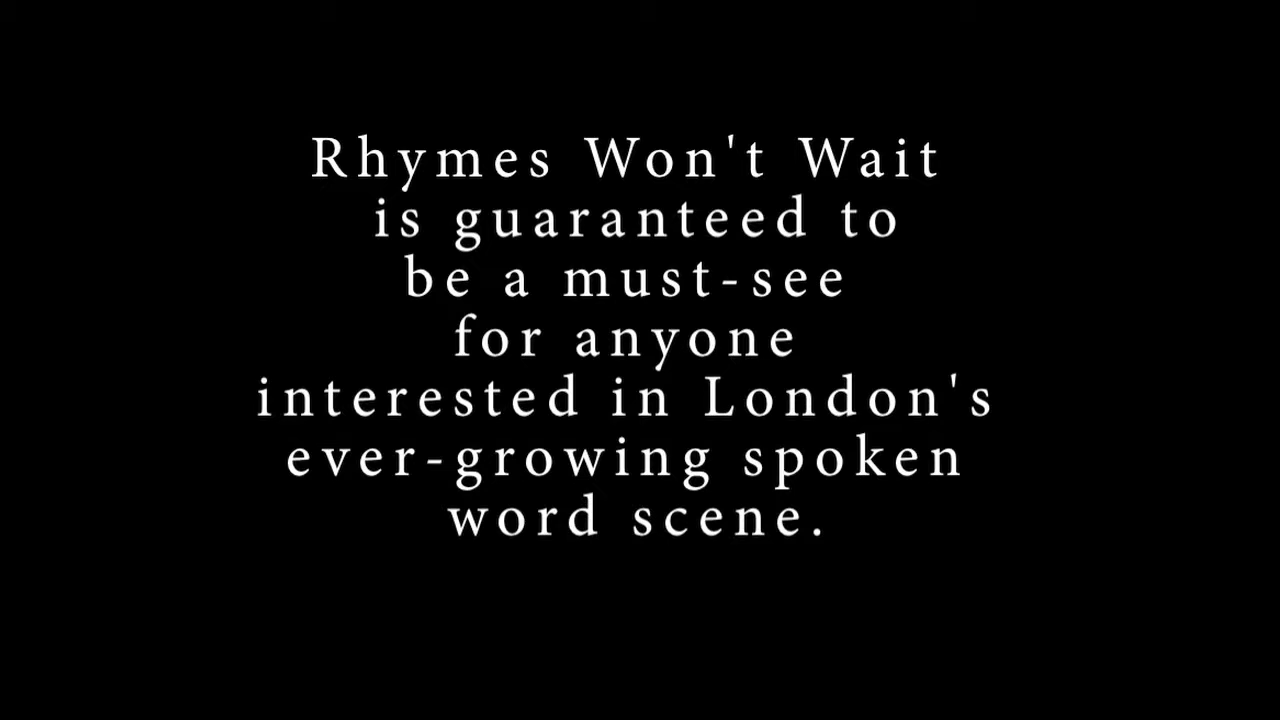 Rhymes Won't Wait
is guaranteed to
be a must-see
for anyone
interested in London's
ever-growing spoken
word scene.